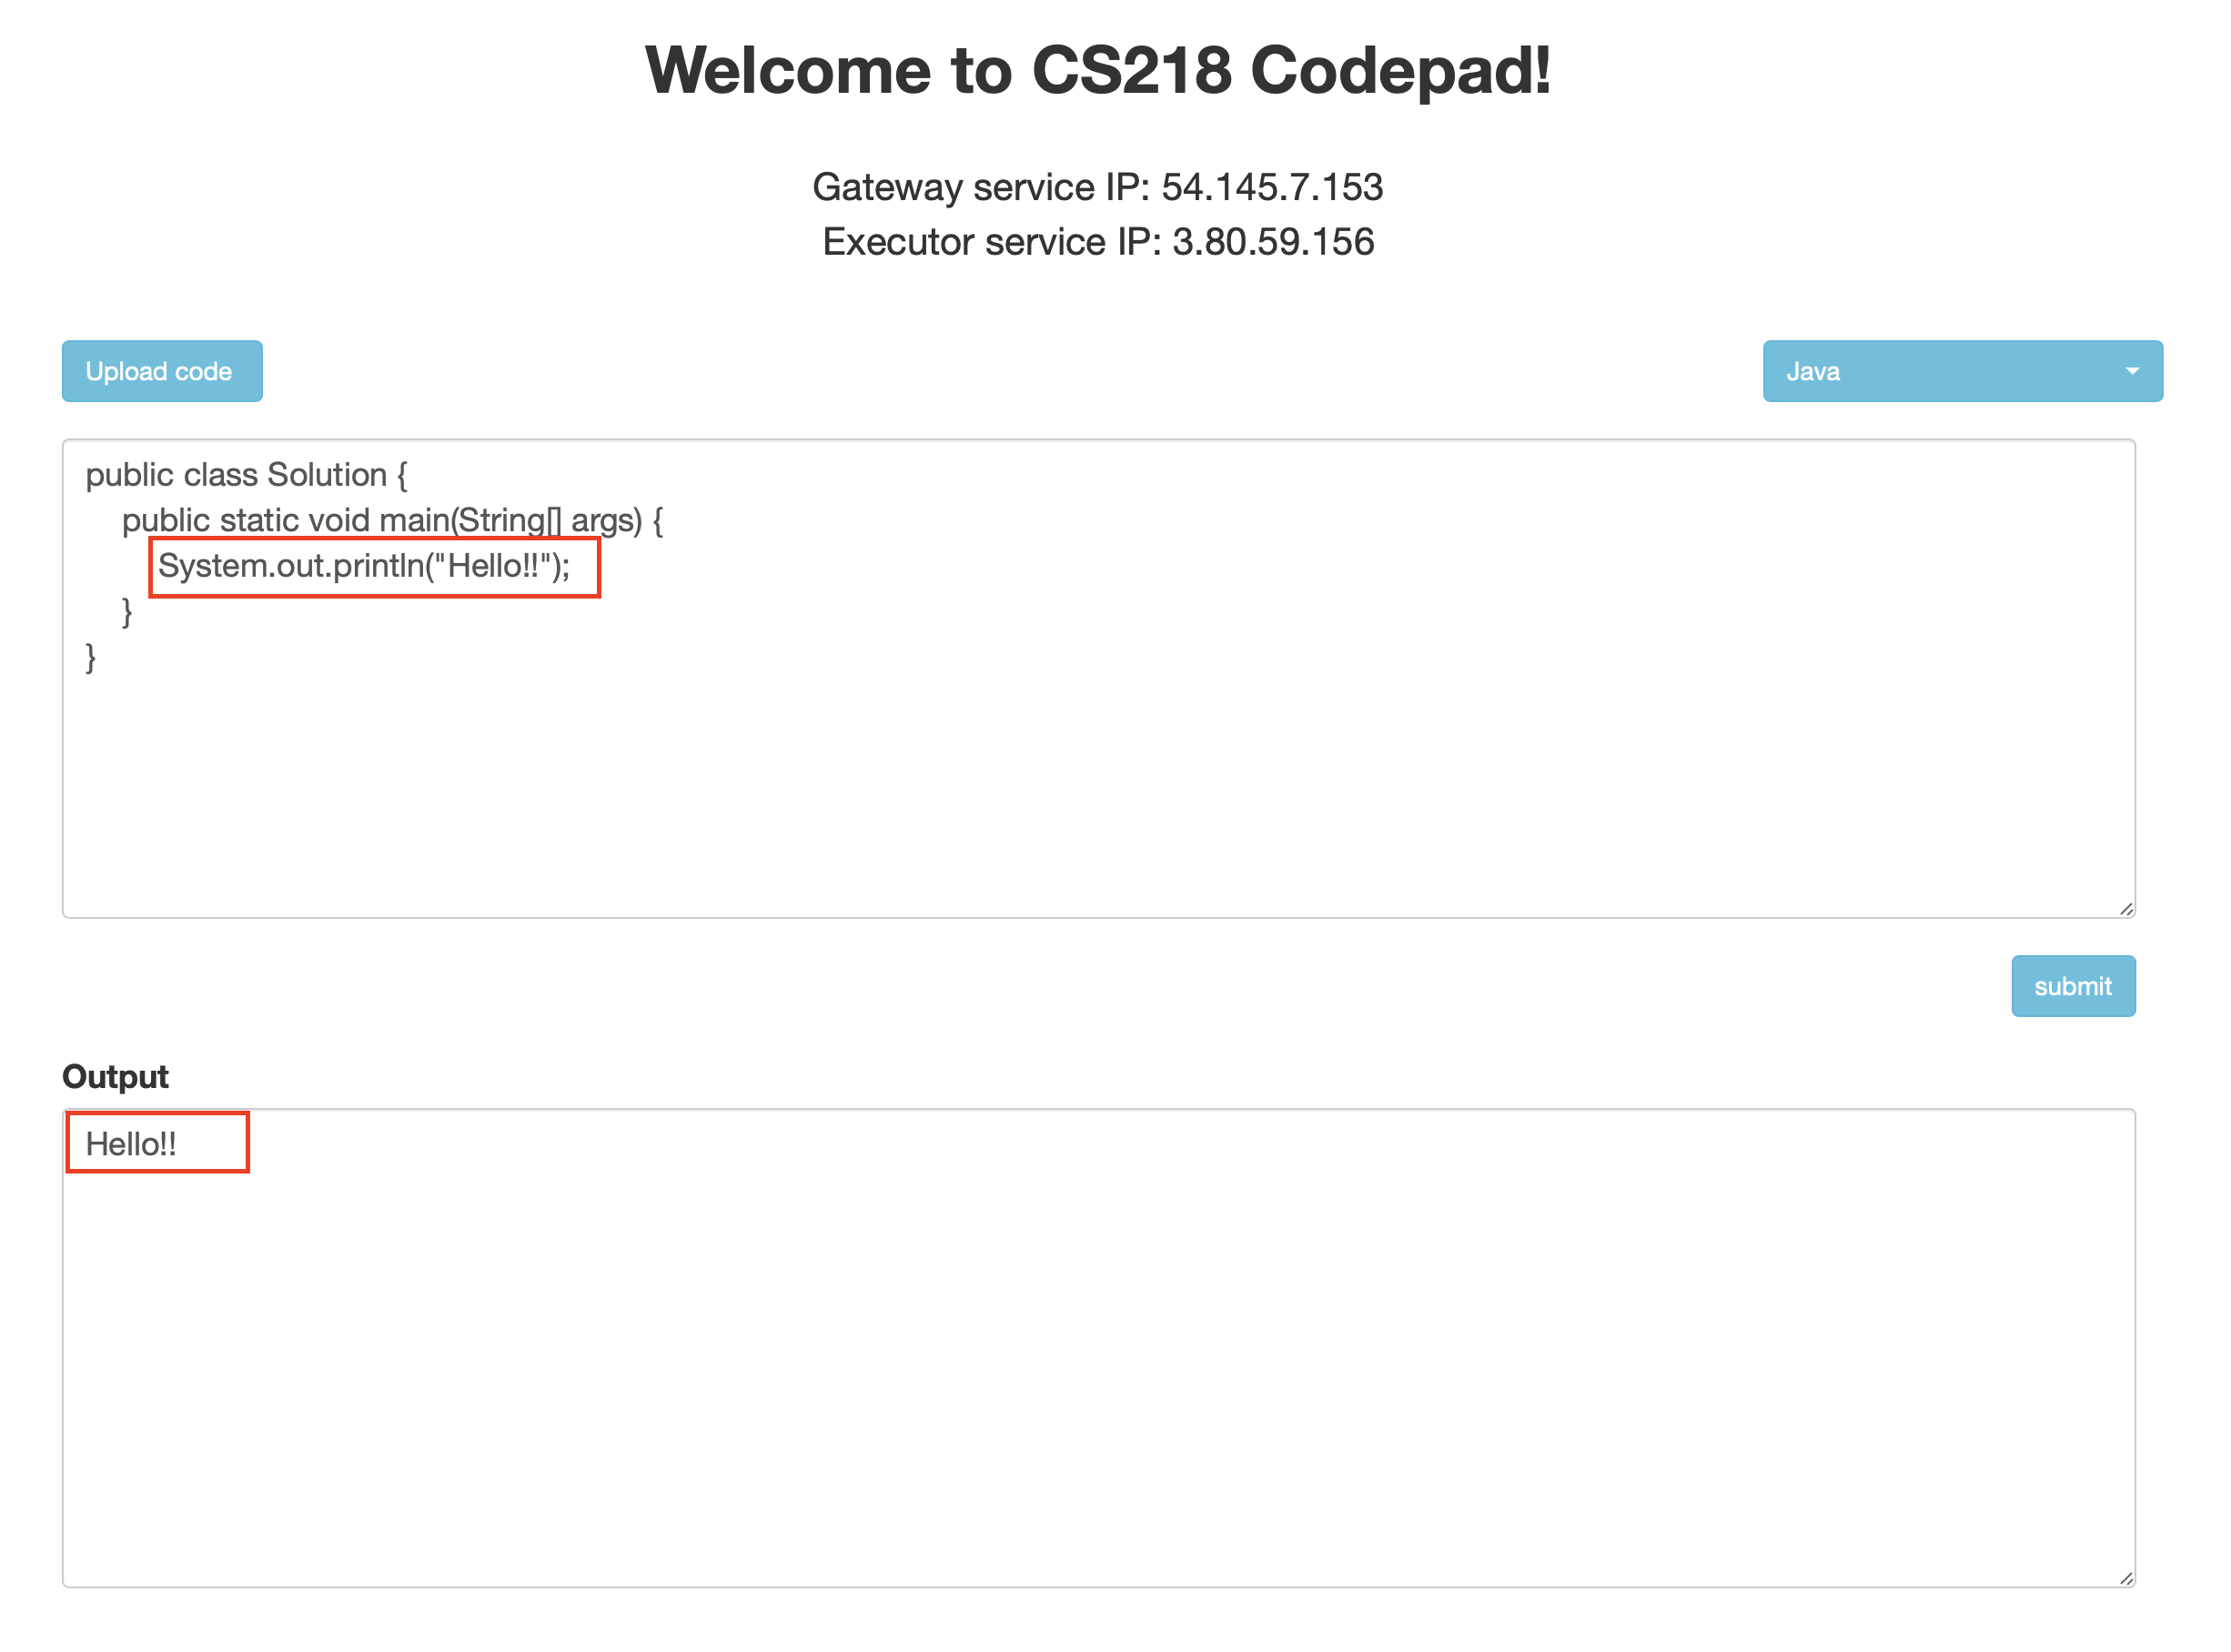 Welcome to CS218 Codepad!
Gateway service IP: 54.145.7.153
Executor service IP: 3.80.59.156
Upload code
Java
public class Solution {
    public static void main(String[] args) {
        System.out.println("Hello!!");
    }
}
submit
Output
Hello!!